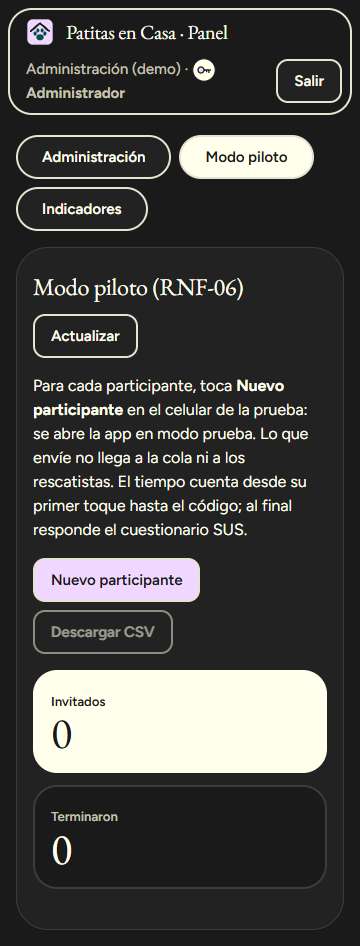 Patitas en Casa · Panel
Administración (demo) ·
Administrador
Salir
Administración
Modo piloto
Indicadores
Modo piloto (RNF-06)
Actualizar
Para cada participante, toca Nuevo
participante en el celular de la prueba:
se abre la app en modo prueba. Lo que
envíe no llega a la cola ni a los
rescatistas. El tiempo cuenta desde su
primer toque hasta el código; al final
responde el cuestionario SUS.
Nuevo participante
Descargar CSV
Invitados
0
Terminaron
0